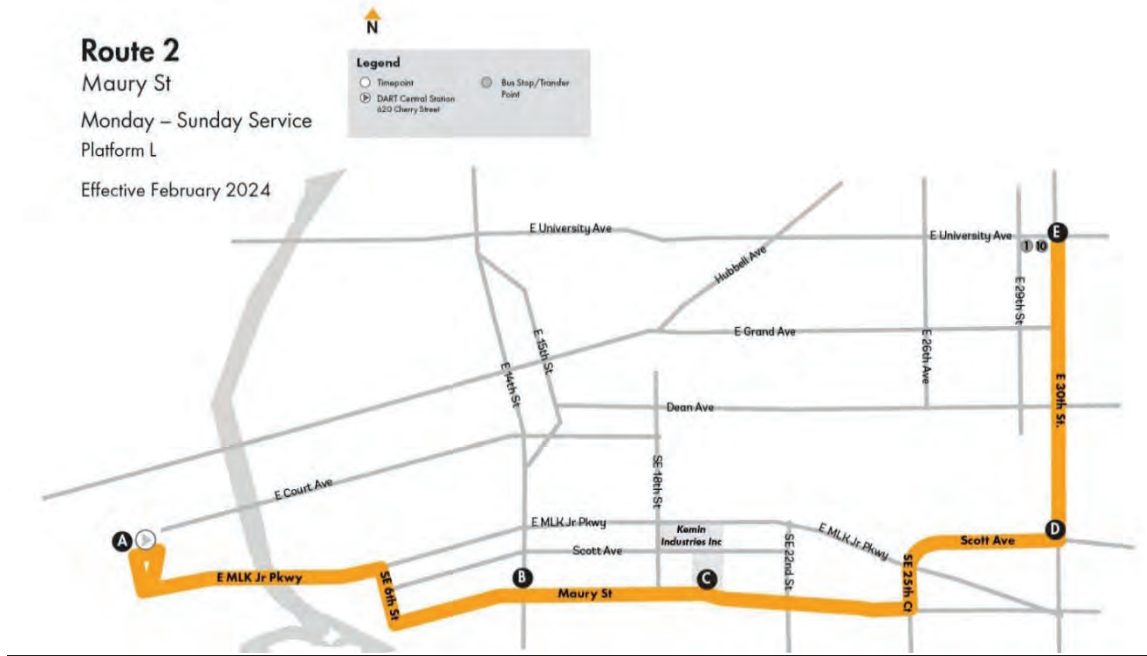 N
Route 2
Maury St
Monday – Sunday Service
Platform L
Effective February 2024
Legend
Timepoint
DART Central Station
620 Cherry Street
Bus Stop/Transfer
Point
E University Ave
E University Ave
E
1 10
Hubbell Ave
E 29th St
E Grand Ave
E 15th St
E 26th Ave
E 14th St
E 30th St.
Dean Ave
SE 18th St
E Court Ave
E MLK Jr Pkwy
Kemin
Industries Inc
E MLK Jr Pkwy
D
A
Scott Ave
Scott Ave
SE 22nd St
E MLK Jr Pkwy
SE 6th St
B
C
SE 25th Ct
Maury St